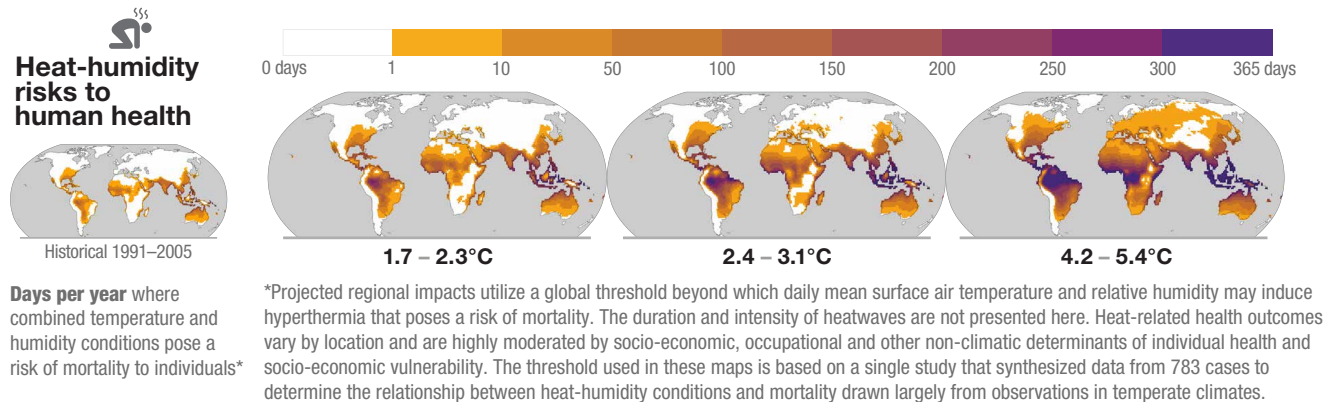 Heat-humidity
risks to
human health
Historical 1991–2005
Days per year where
combined temperature and
humidity conditions pose a
risk of mortality to individuals*
0 days 1 10 50 100 150 200 250 300 365 days
1.7 – 2.3°C 2.4 – 3.1°C 4.2 – 5.4°C
*Projected regional impacts utilize a global threshold beyond which daily mean surface air temperature and relative humidity may induce
hyperthermia that poses a risk of mortality. The duration and intensity of heatwaves are not presented here. Heat-related health outcomes
vary by location and are highly moderated by socio-economic, occupational and other non-climatic determinants of individual health and
socio-economic vulnerability. The threshold used in these maps is based on a single study that synthesized data from 783 cases to
determine the relationship between heat-humidity conditions and mortality drawn largely from observations in temperate climates.